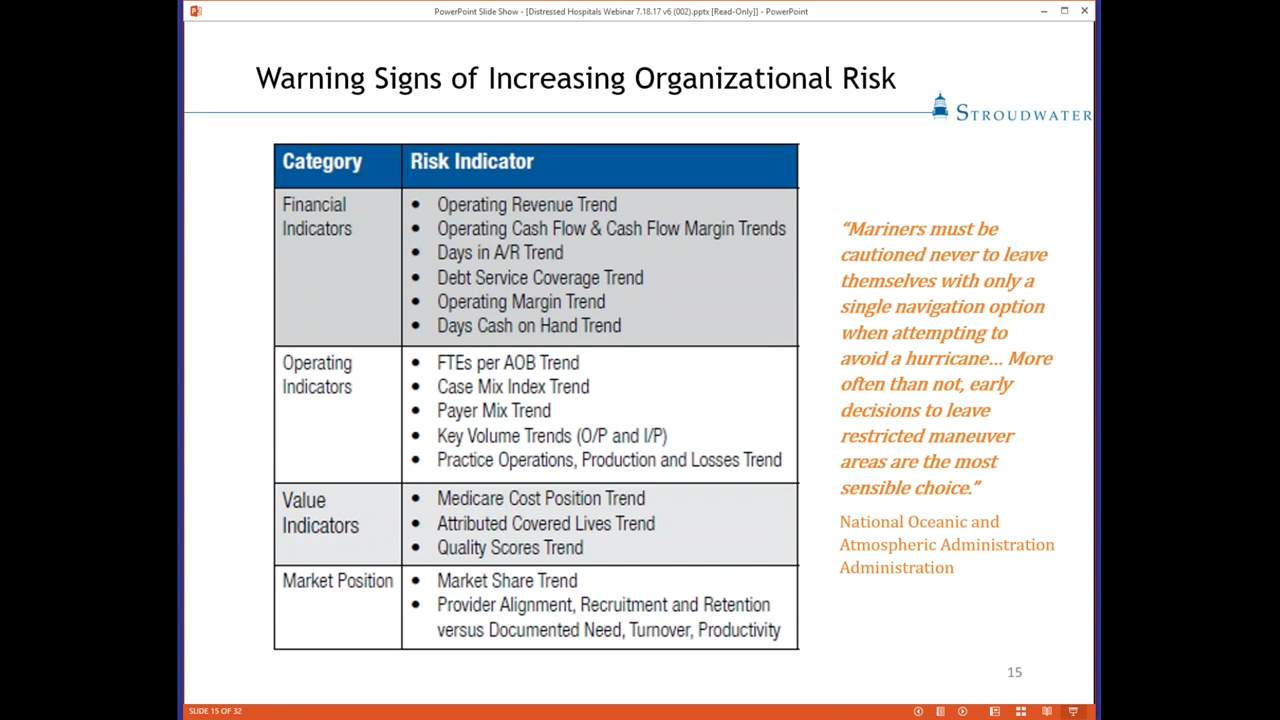 PowerPoint Slide Show - [Distressed Hospitals Webinar 7.18.17 v6 (002).pptx [Read-Only]] - PowerPoint
Warning Signs of Increasing Organizational Risk
STROUDWATER
Category
Risk Indicator
Financial
Indicators
• Operating Revenue Trend
• Operating Cash Flow & Cash Flow Margin Trends
• Days in A/R Trend
• Debt Service Coverage Trend
• Operating Margin Trend
• Days Cash on Hand Trend
Operating
Indicators
• FTEs per AOB Trend
• Case Mix Index Trend
• Payer Mix Trend
• Key Volume Trends (O/P and I/P)
• Practice Operations, Production and Losses Trend
Value
Indicators
• Medicare Cost Position Trend
• Attributed Covered Lives Trend
• Quality Scores Trend
Market Position
• Market Share Trend
• Provider Alignment, Recruitment and Retention
versus Documented Need, Turnover, Productivity
“Mariners must be
cautioned never to leave
themselves with only a
single navigation option
when attempting to
avoid a hurricane… More
often than not, early
decisions to leave
restricted maneuver
areas are the most
sensible choice.”
National Oceanic and
Atmospheric Administration
Administration
15
SLIDE 15 OF 32